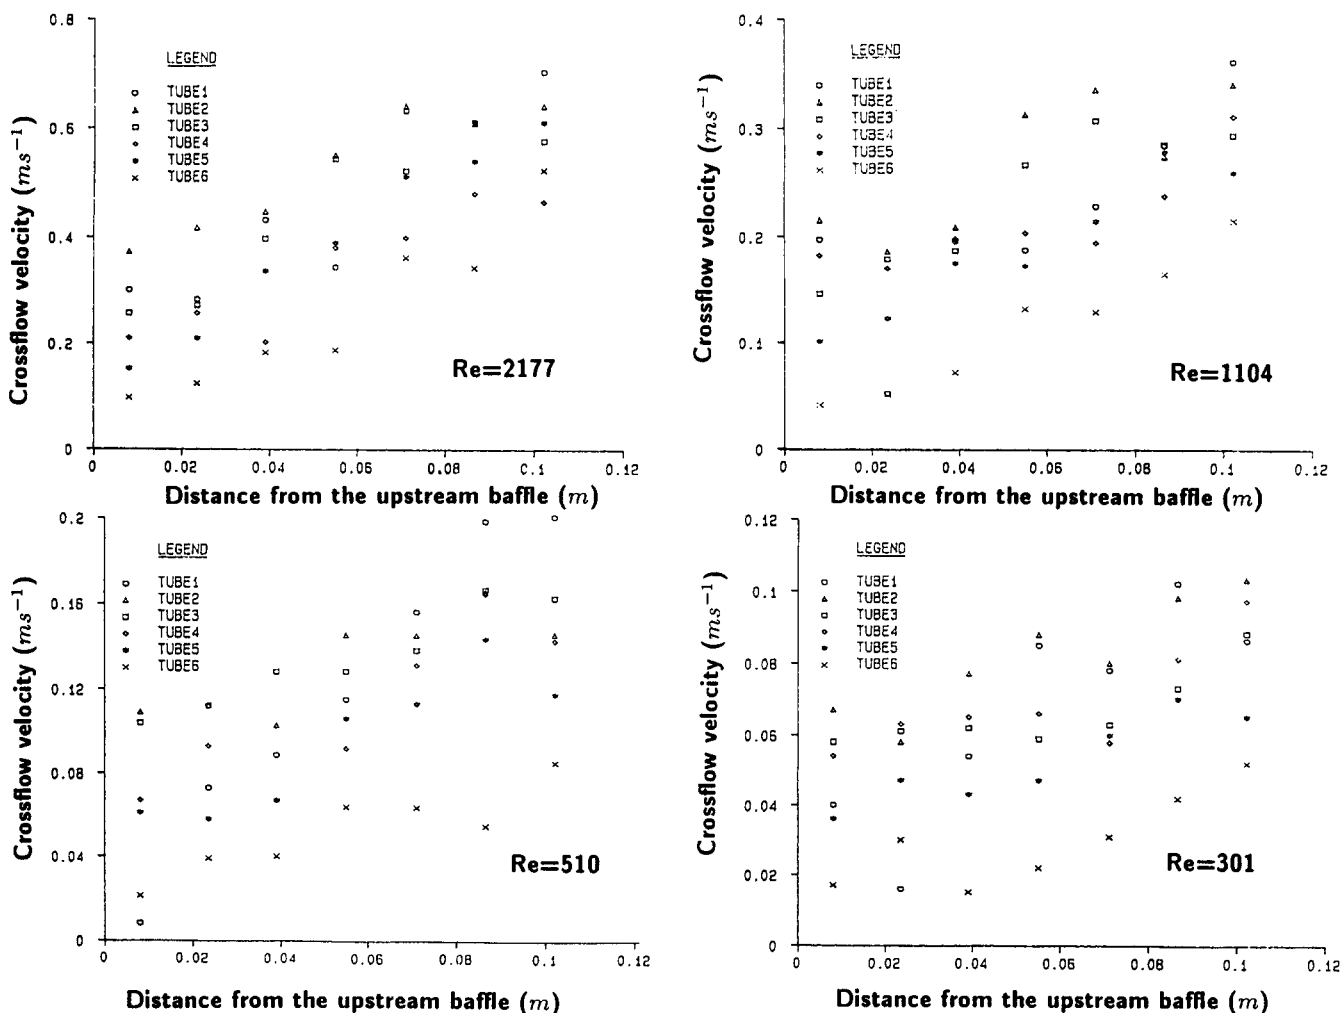 0.8
0.6
0.4
0.2
0
Crossflow velocity (ms⁻¹)
LEGEND
TUBE1
TUBE2
TUBE3
TUBE4
TUBE5
TUBE6
Re=2177
0 0.02 0.04 0.06 0.08 0.1 0.12
Distance from the upstream baffle (m)
0.4
0.3
0.2
0.1
0
Crossflow velocity (ms⁻¹)
LEGEND
TUBE1
TUBE2
TUBE3
TUBE4
TUBE5
TUBE6
Re=1104
0 0.02 0.04 0.06 0.08 0.1 0.12
Distance from the upstream baffle (m)
0.2
0.16
0.12
0.08
0.04
0
Crossflow velocity (ms⁻¹)
LEGEND
TUBE1
TUBE2
TUBE3
TUBE4
TUBE5
TUBE6
Re=510
0 0.02 0.04 0.06 0.08 0.1 0.12
Distance from the upstream baffle (m)
0.12
0.1
0.08
0.06
0.04
0.02
0
Crossflow velocity (ms⁻¹)
LEGEND
TUBE1
TUBE2
TUBE3
TUBE4
TUBE5
TUBE6
Re=301
0 0.02 0.04 0.06 0.08 0.1 0.12
Distance from the upstream baffle (m)